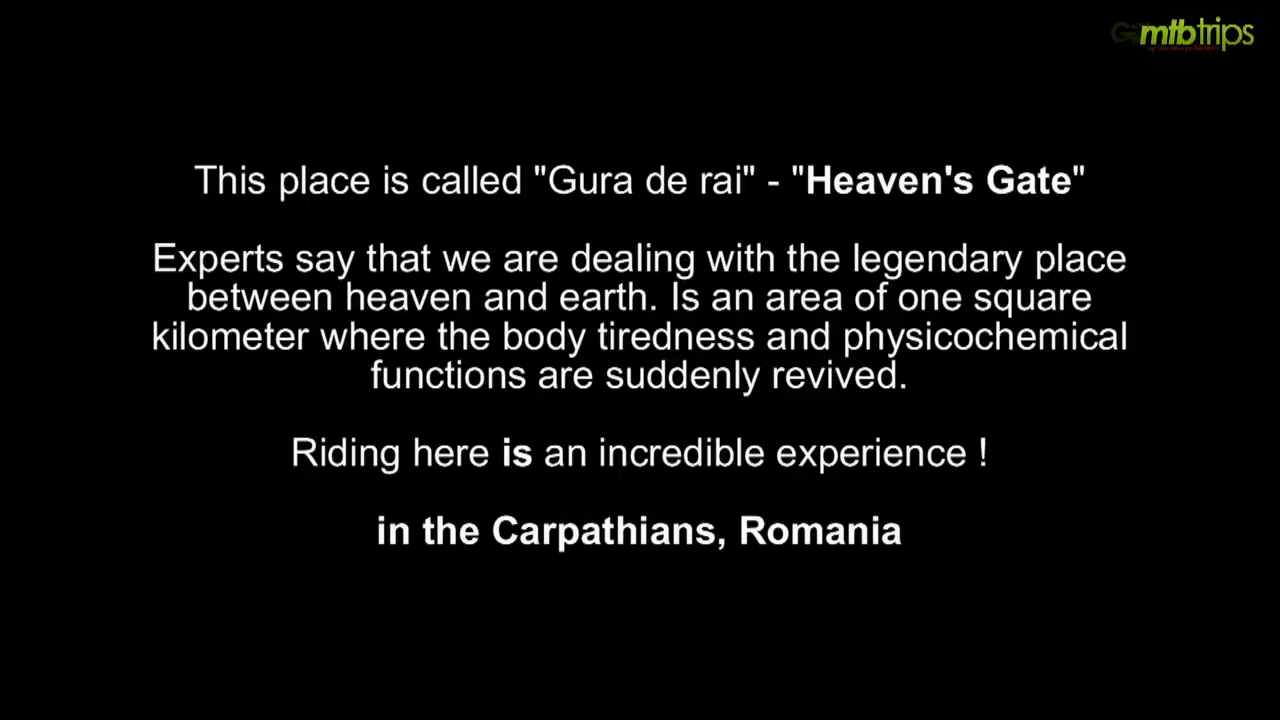 mtbtrips
This place is called "Gura de rai" - "Heaven's Gate"
Experts say that we are dealing with the legendary place
between heaven and earth. Is an area of one square
kilometer where the body tiredness and physicochemical
functions are suddenly revived.
Riding here is an incredible experience !
in the Carpathians, Romania